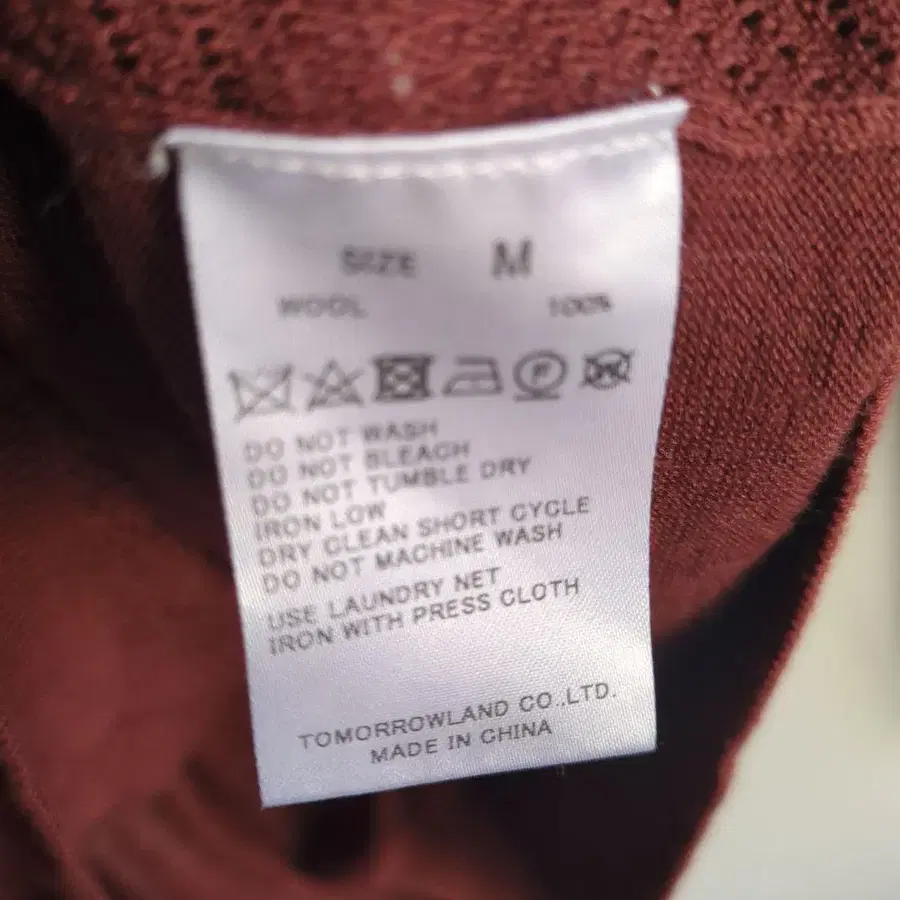 SIZE M
WOOL 100%
P W
DO NOT WASH
DO NOT BLEACH
DO NOT TUMBLE DRY
IRON LOW
DRY CLEAN SHORT CYCLE
DO NOT MACHINE WASH
USE LAUNDRY NET
IRON WITH PRESS CLOTH
TOMORROWLAND CO.,LTD.
MADE IN CHINA